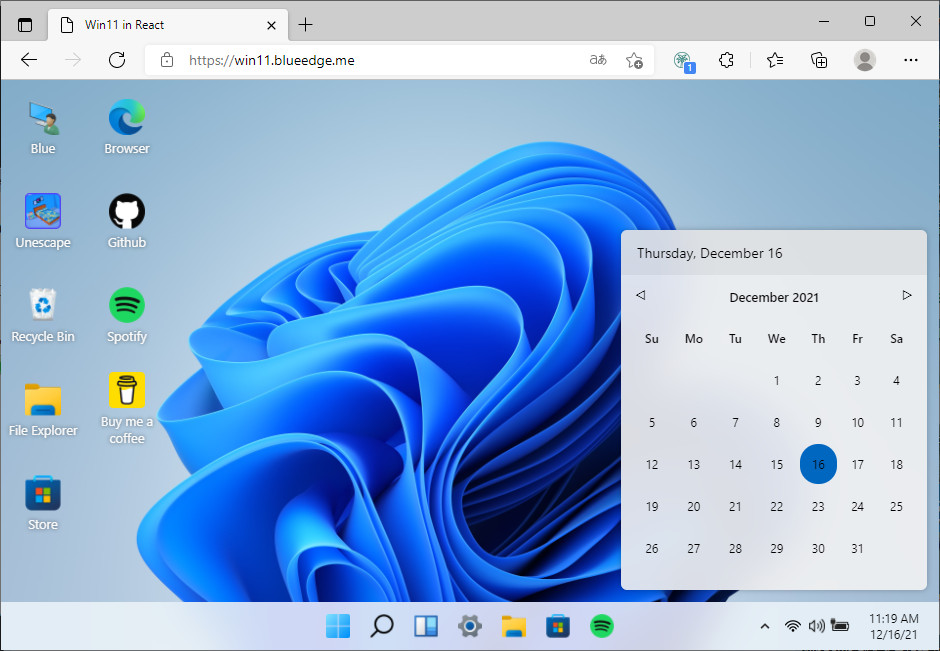 Win11 in React
https://win11.blueedge.me
aあ
1
Blue
Browser
Unescape
Github
Recycle Bin
Spotify
File Explorer
Buy me a
coffee
Store
Thursday, December 16
December 2021
Su Mo Tu We Th Fr Sa
1 2 3 4
5 6 7 8 9 10 11
12 13 14 15 16 17 18
19 20 21 22 23 24 25
26 27 28 29 30 31
11:19 AM
12/16/21